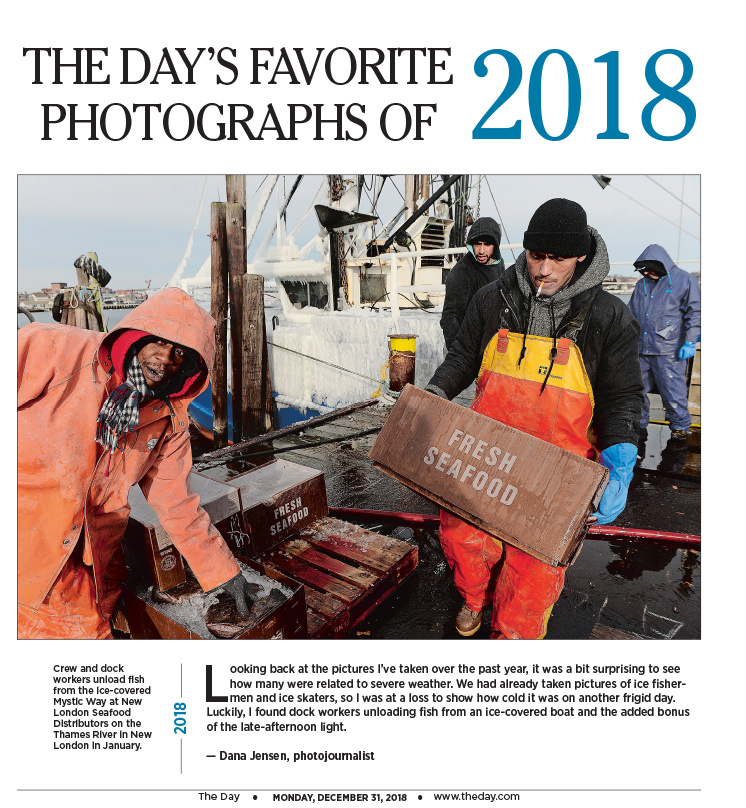 THE DAY'S FAVORITE
PHOTOGRAPHS OF
2018
FRESH
SEAFOOD
FRESH
SEAFOOD
Crew and dock
workers unload fish
from the ice-covered
Mystic Way at New
London Seafood
Distributors on the
Thames River in New
London in January.
2018
Looking back at the pictures I've taken over the past year, it was a bit surprising to see
how many were related to severe weather. We had already taken pictures of ice fisher-
men and ice skaters, so I was at a loss to show how cold it was on another frigid day.
Luckily, I found dock workers unloading fish from an ice-covered boat and the added bonus
of the late-afternoon light.
— Dana Jensen, photojournalist
The Day • MONDAY, DECEMBER 31, 2018 • www.theday.com